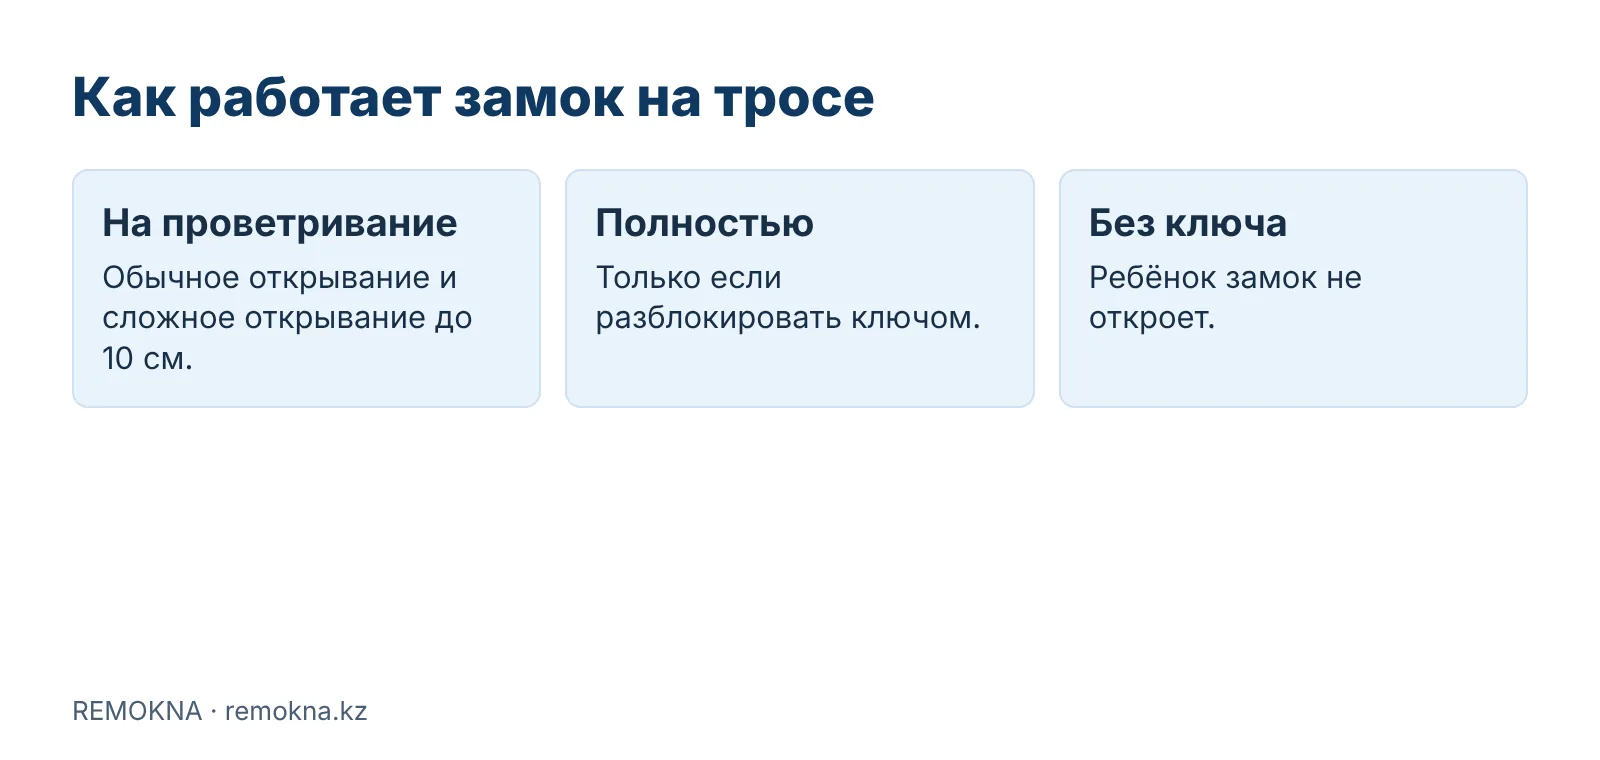 Как работает замок на тросе
На проветривание
Обычное открывание и
сложное открывание до
10 см.
Полностью
Только если
разблокировать ключом.
Без ключа
Ребёнок замок не
откроет.
REMOKNA · remokna.kz